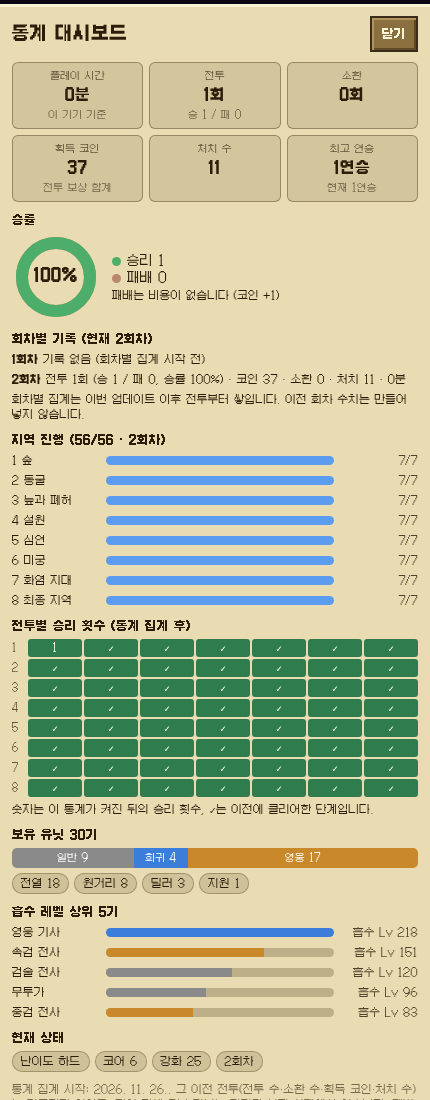 통계 대시보드
닫기
플레이 시간
0분
이 기기 기준
전투
1회
승 1 / 패 0
소환
0회
획득 코인
37
전투 보상 합계
처치 수
11
최고 연승
1연승
현재 1연승
승률
100%
승리 1
패배 0
패배는 비용이 없습니다 (코인 +1)
회차별 기록 (현재 2회차)
1회차 기록 없음 (회차별 집계 시작 전)
2회차 전투 1회 (승 1 / 패 0, 승률 100%) · 코인 37 · 소환 0 · 처치 11 · 0분
회차별 집계는 이번 업데이트 이후 전투부터 쌓입니다. 이전 회차 수치는 만들어
넣지 않습니다.
지역 진행 (56/56 · 2회차)
1 숲 7/7
2 동굴 7/7
3 늪과 폐허 7/7
4 설원 7/7
5 심연 7/7
6 미궁 7/7
7 화염 지대 7/7
8 최종 지역 7/7
전투별 승리 횟수 (통계 집계 후)
1 1 ✓ ✓ ✓ ✓ ✓ ✓
2 ✓ ✓ ✓ ✓ ✓ ✓ ✓
3 ✓ ✓ ✓ ✓ ✓ ✓ ✓
4 ✓ ✓ ✓ ✓ ✓ ✓ ✓
5 ✓ ✓ ✓ ✓ ✓ ✓ ✓
6 ✓ ✓ ✓ ✓ ✓ ✓ ✓
7 ✓ ✓ ✓ ✓ ✓ ✓ ✓
8 ✓ ✓ ✓ ✓ ✓ ✓ ✓
숫자는 이 통계가 켜진 뒤의 승리 횟수, ✓는 이전에 클리어한 단계입니다.
보유 유닛 30기
일반 9 희귀 4 영웅 17
전열 18 원거리 8 딜러 3 지원 1
흡수 레벨 상위 5기
영웅 기사 흡수 Lv 218
속검 전사 흡수 Lv 151
검술 전사 흡수 Lv 120
무투가 흡수 Lv 96
중검 전사 흡수 Lv 83
현재 상태
난이도 하드 코어 6 강화 25 2회차
통계 집계 시작: 2026. 11. 26.. 그 이전 전투(전투 수·소환 수·획득 코인·처치 수)